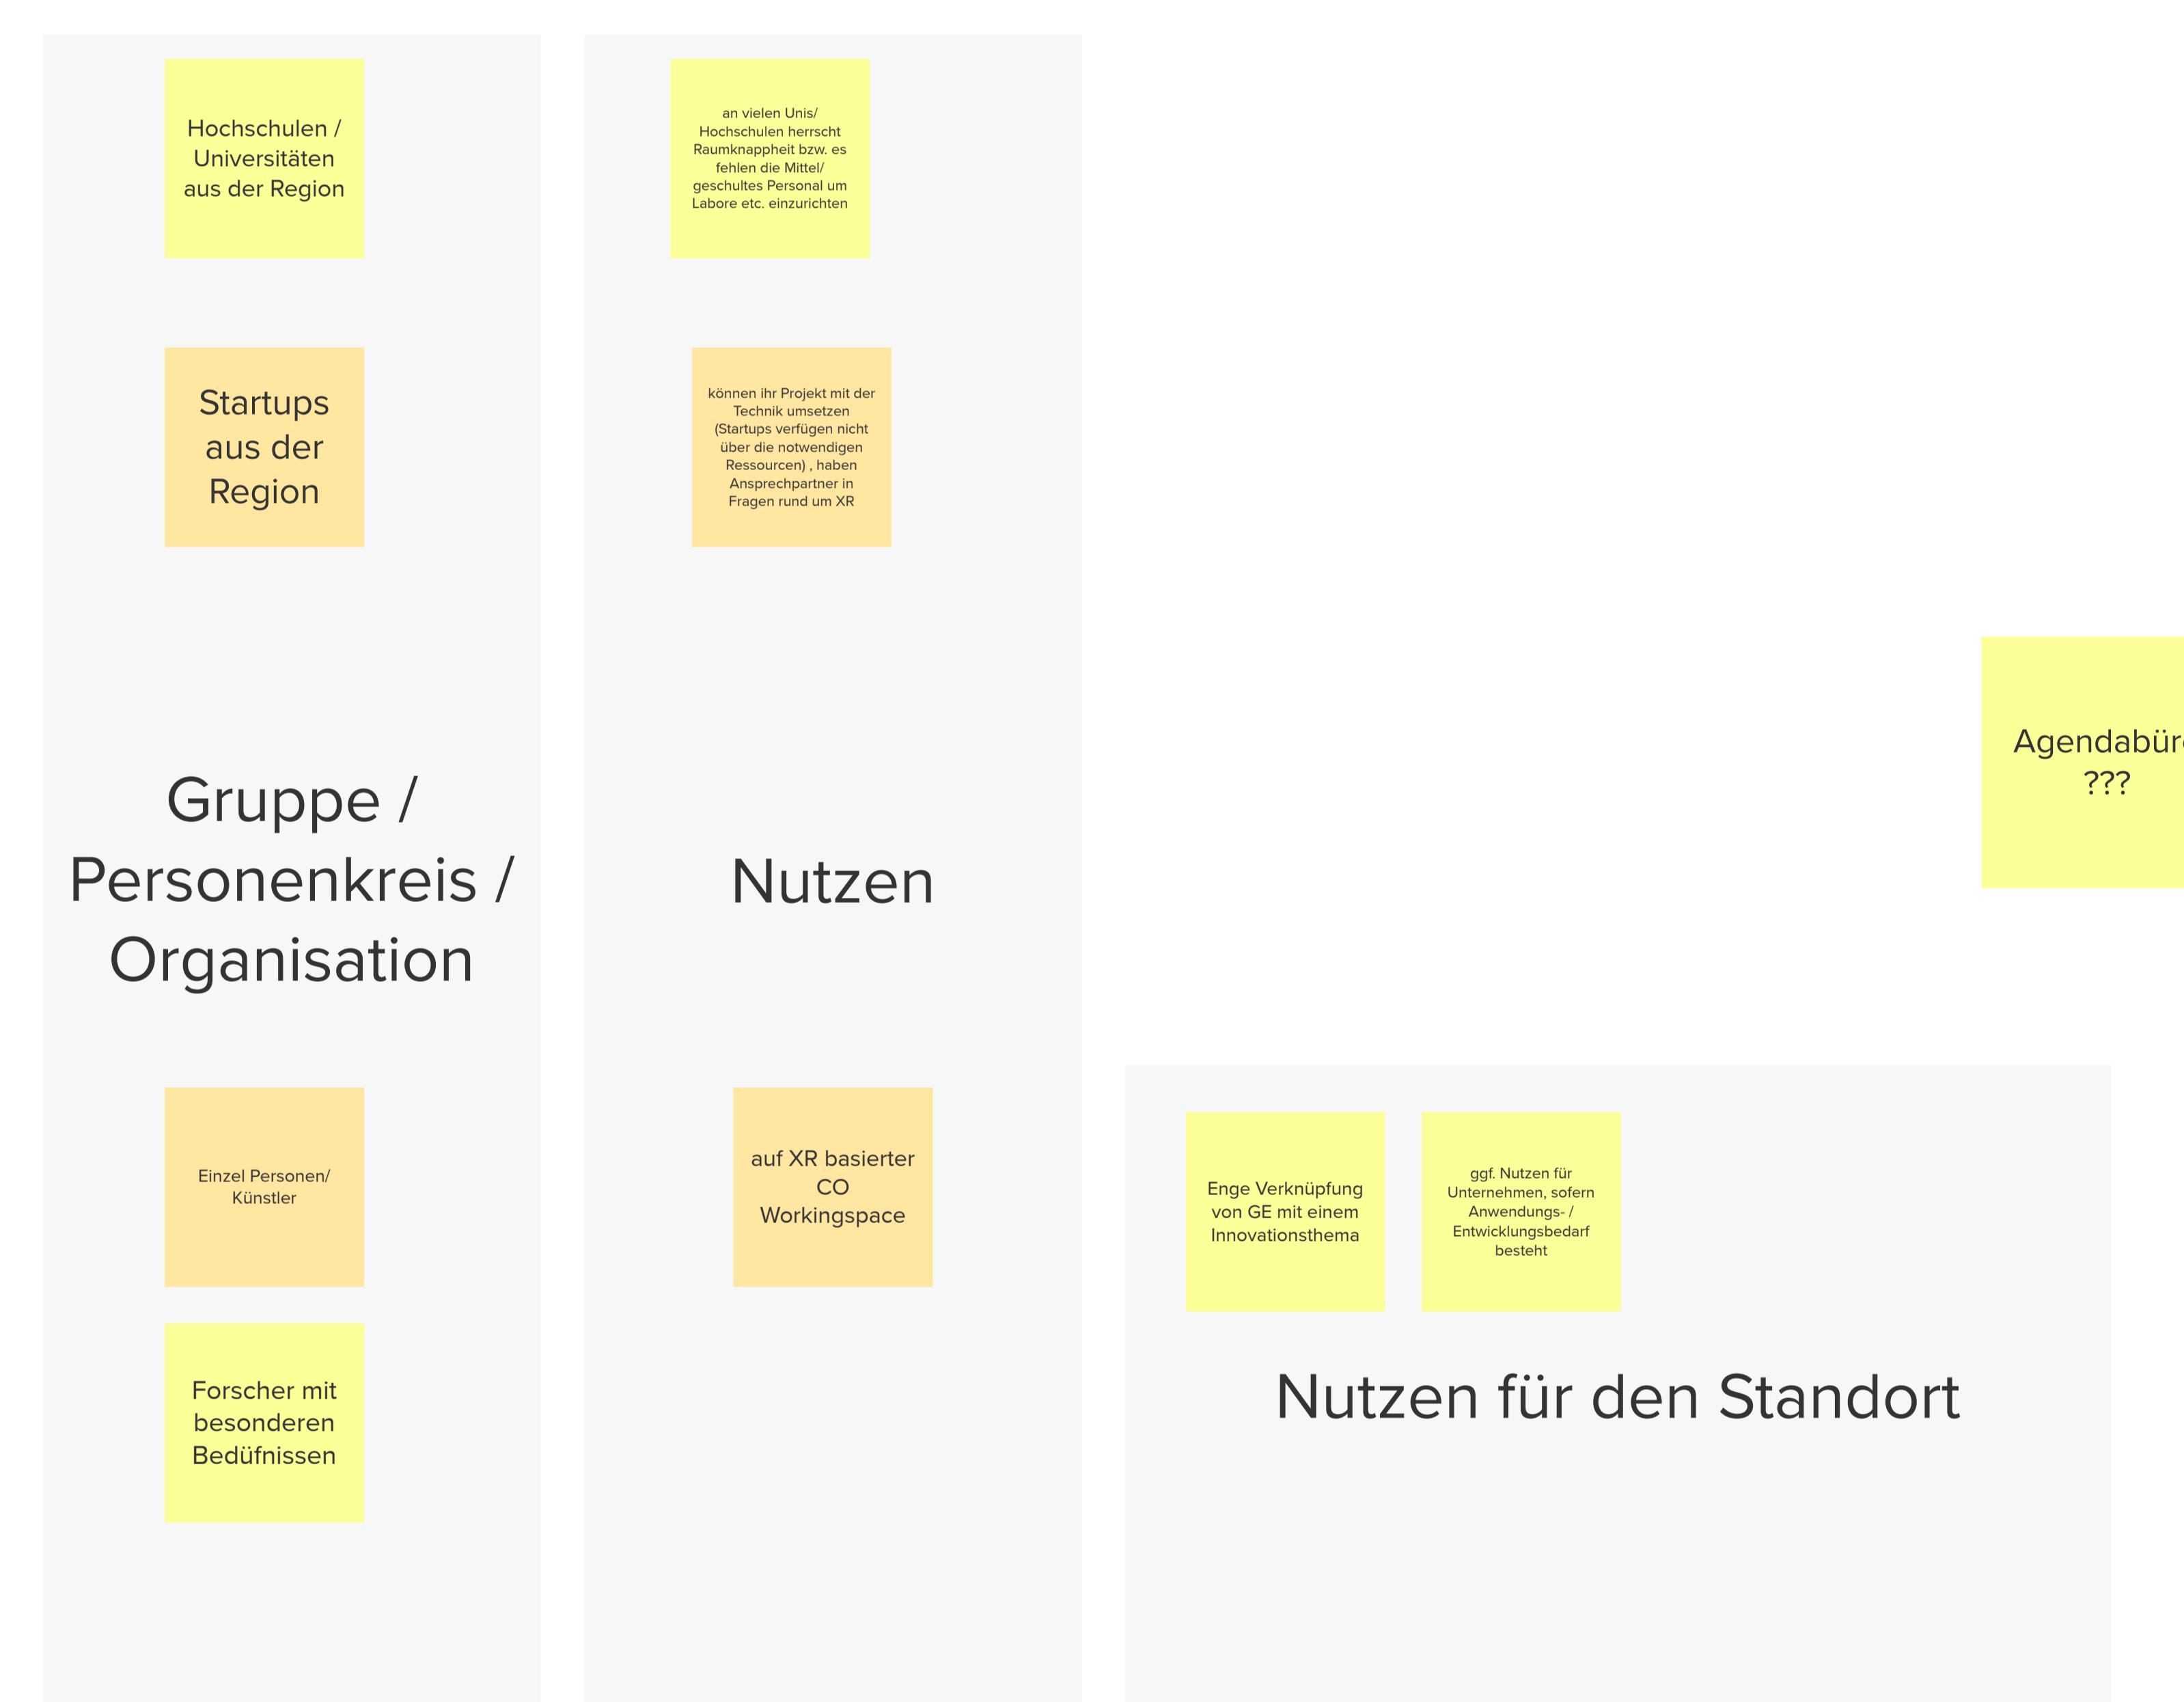 Hochschulen /
Universitäten
aus der Region
Startups
aus der
Region
Gruppe /
Personenkreis /
Organisation
Einzel Personen/
Künstler
Forscher mit
besonderen
Bedüfnissen
an vielen Unis/
Hochschulen herrscht
Raumknappheit bzw. es
fehlen die Mittel/
geschultes Personal um
Labore etc. einzurichten
können ihr Projekt mit der
Technik umsetzen
(Startups verfügen nicht
über die notwendigen
Ressourcen) , haben
Ansprechpartner in
Fragen rund um XR
Nutzen
auf XR basierter
CO
Workingspace
Agendabür
???
Enge Verknüpfung
von GE mit einem
Innovationsthema
ggf. Nutzen für
Unternehmen, sofern
Anwendungs- /
Entwicklungsbedarf
besteht
Nutzen für den Standort